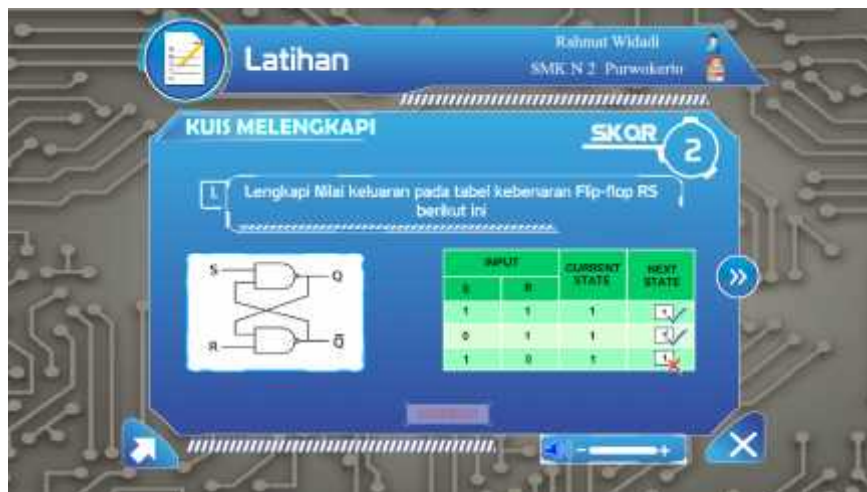 Latihan
Rahmat Widadi
SMK N 2 Purwokerto
KUIS MELENGKAPI
SKOR 2
1. Lengkapi Nilai keluaran pada tabel kebenaran Flip-flop RS
berikut ini
S Q
R Q̅
INPUT CURRENT STATE NEXT STATE
S R
1 1 1 1
0 1 1 1
1 0 1 1